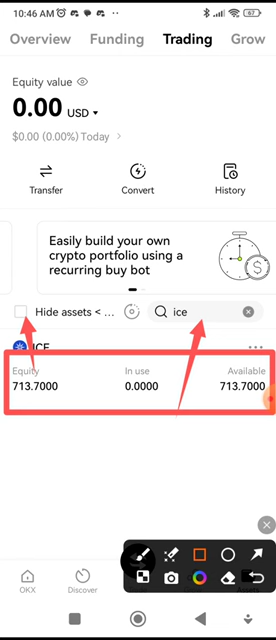 10:46 AM
67
Overview Funding Trading Grow
Equity value
0.00 USD
$0.00 (0.00%) Today >
Transfer Convert History
Easily build your own
crypto portfolio using a
recurring buy bot
Hide assets < ... ice
ICE
Equity In use Available
713.7000 0.0000 713.7000
OKX Discover Assets